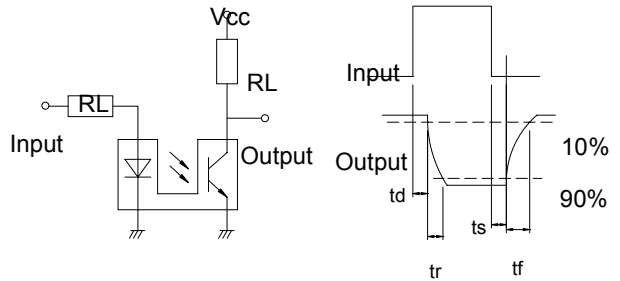 Vcc
RL
RL
Input
Output
Input
Output
10%
90%
td
ts
tr
tf